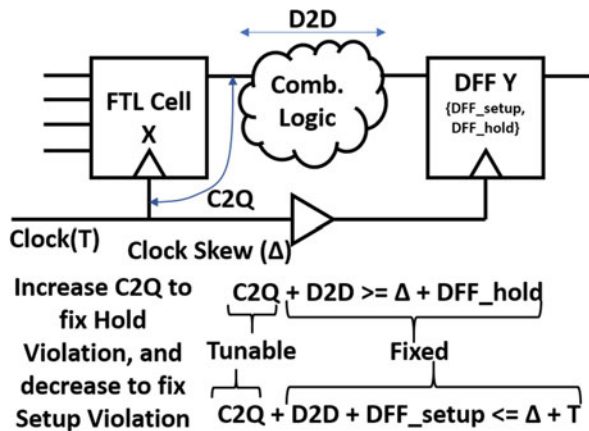 D2D
FTL Cell
X
Comb.
Logic
DFF Y
{DFF_setup,
DFF_hold}
C2Q
Clock(T)
Clock Skew (Δ)
Increase C2Q to
fix Hold
Violation, and
decrease to fix
Setup Violation
C2Q + D2D >= Δ + DFF_hold
Tunable
Fixed
C2Q + D2D + DFF_setup <= Δ + T